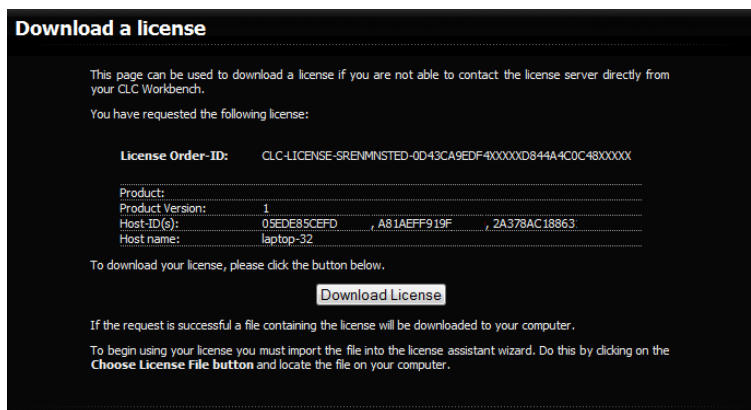 Download a license
This page can be used to download a license if you are not able to contact the license server directly from
your CLC Workbench.
You have requested the following license:
License Order-ID: CLC-LICENSE-SRENMNSTED-0D43CA9EDF4XXXXXD844A4C0C48XXXXX
Product:
Product Version: 1
Host-ID(s): 05EDE85CEFD , A81AEFF919F , 2A378AC18863
Host name: laptop-32
To download your license, please click the button below.
Download License
If the request is successful a file containing the license will be downloaded to your computer.
To begin using your license you must import the file into the license assistant wizard. Do this by clicking on the
Choose License File button and locate the file on your computer.